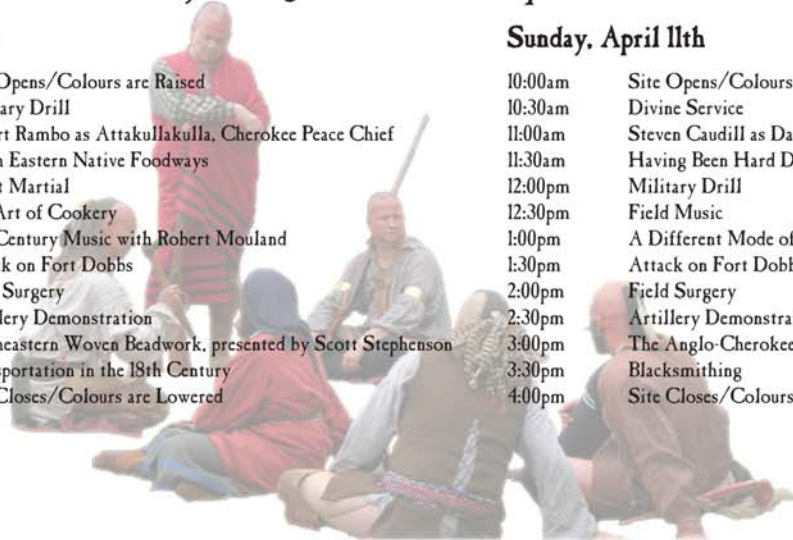 Opens/Colours are Raised
ary Drill
rt Rambo as Attakullakulla, Cherokee Peace Chief
n Eastern Native Foodways
t Martial
Art of Cookery
Century Music with Robert Mouland
ck on Fort Dobbs
Surgery
lery Demonstration
heastern Woven Beadwork, presented by Scott Stephenson
sportation in the 18th Century
Closes/Colours are Lowered
Sunday, April 11th
10:00am Site Opens/Colours
10:30am Divine Service
11:00am Steven Caudill as Da
11:30am Having Been Hard D
12:00pm Military Drill
12:30pm Field Music
1:00pm A Different Mode of
1:30pm Attack on Fort Dobb
2:00pm Field Surgery
2:30pm Artillery Demonstra
3:00pm The Anglo-Cherokee
3:30pm Blacksmithing
4:00pm Site Closes/Colours